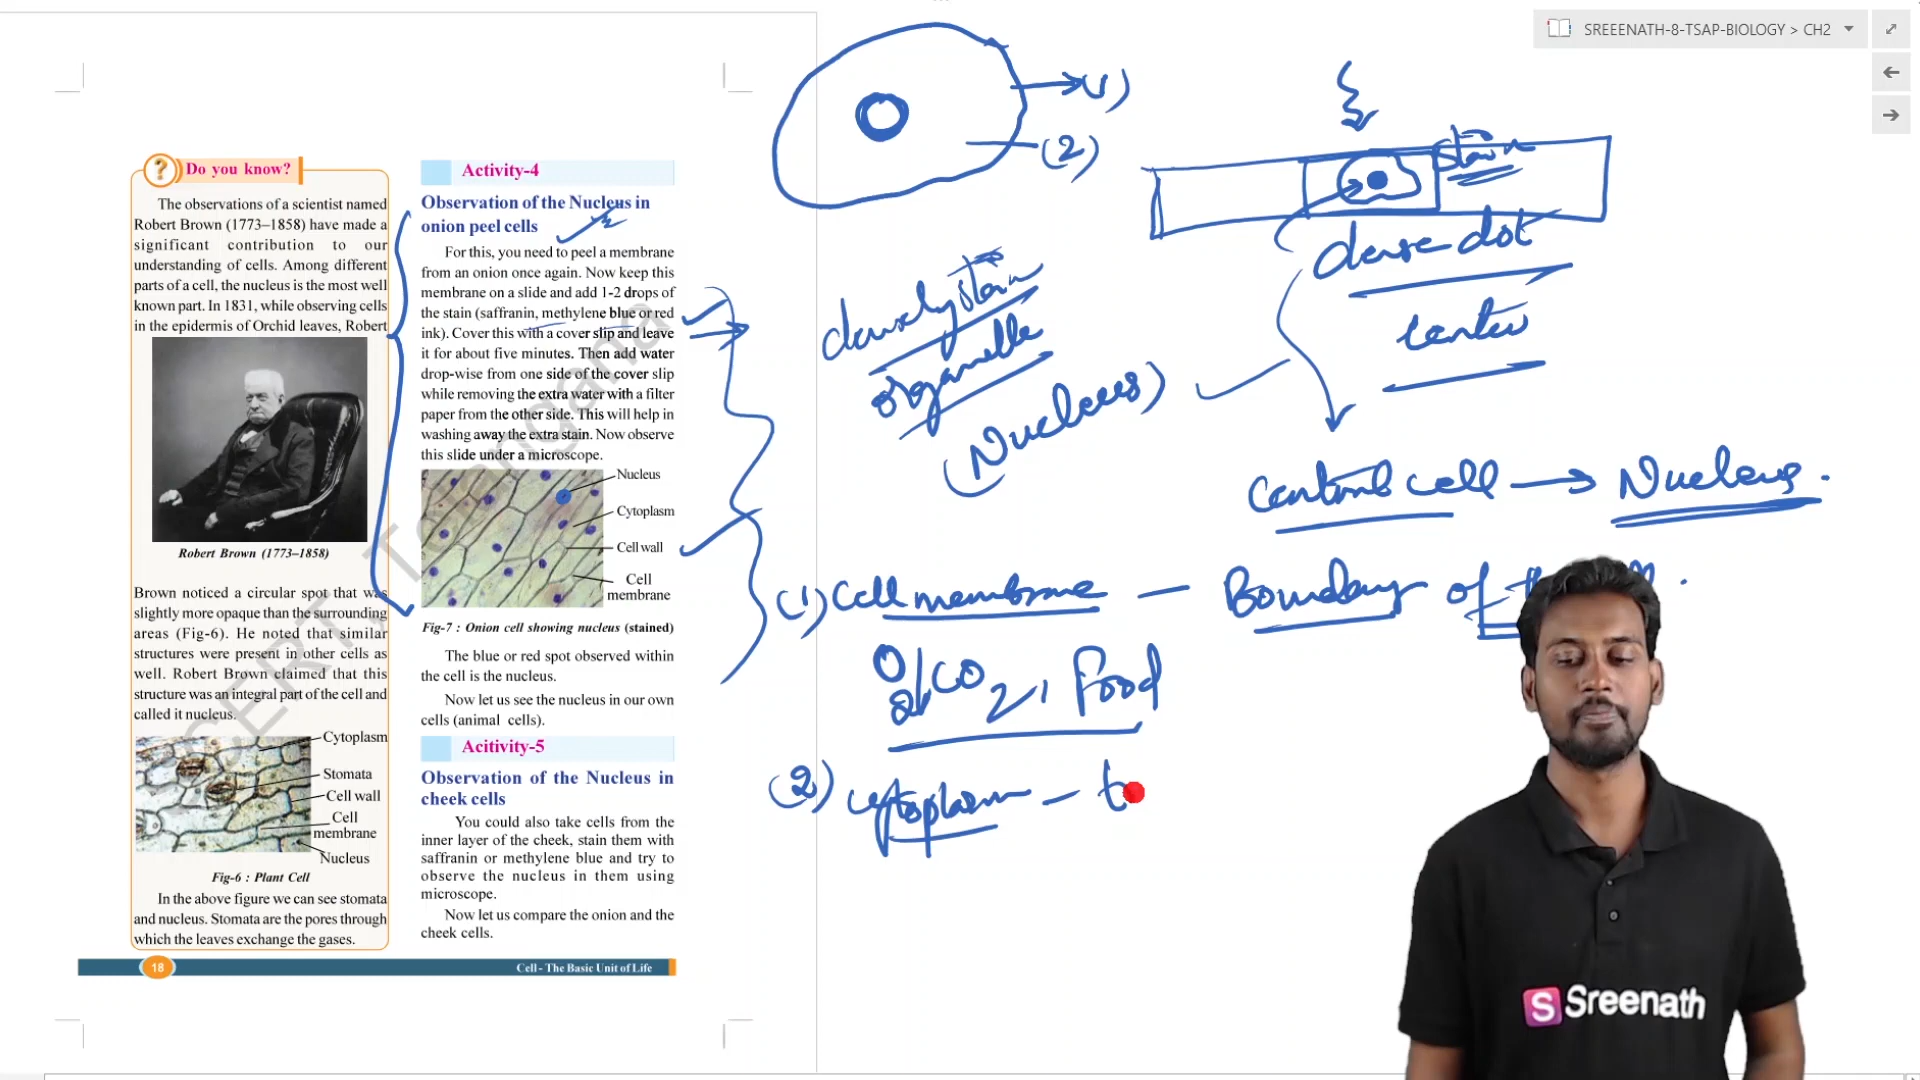 SREEENATH-8-TSAP-BIOLOGY > CH2
Do you know?
The observations of a scientist named
Robert Brown (1773–1858) have made a
significant contribution to our
understanding of cells. Among different
parts of a cell, the nucleus is the most well
known part. In 1831, while observing cells
in the epidermis of Orchid leaves, Robert
Robert Brown (1773–1858)
Brown noticed a circular spot that was
slightly more opaque than the surrounding
areas (Fig-6). He noted that similar
structures were present in other cells as
well. Robert Brown claimed that this
structure was an integral part of the cell and
called it nucleus.
Cytoplasm
Stomata
Cell wall
Cell
membrane
Nucleus
Fig-6 : Plant Cell
In the above figure we can see stomata
and nucleus. Stomata are the pores through
which the leaves exchange the gases.
18
Activity-4
Observation of the Nucleus in
onion peel cells
For this, you need to peel a membrane
from an onion once again. Now keep this
membrane on a slide and add 1-2 drops of
the stain (saffranin, methylene blue or red
ink). Cover this with a cover slip and leave
it for about five minutes. Then add water
drop-wise from one side of the cover slip
while removing the extra water with a filter
paper from the other side. This will help in
washing away the extra stain. Now observe
this slide under a microscope.
Nucleus
Cytoplasm
Cell wall
Cell
membrane
Fig-7 : Onion cell showing nucleus (stained)
The blue or red spot observed within
the cell is the nucleus.
Now let us see the nucleus in our own
cells (animal cells).
Acitivity-5
Observation of the Nucleus in
cheek cells
You could also take cells from the
inner layer of the cheek, stain them with
saffranin or methylene blue and try to
observe the nucleus in them using
microscope.
Now let us compare the onion and the
cheek cells.
Cell - The Basic Unit of Life
(1)
(2)
stain
dense dot
center
densely stain
organelle
(Nucleus)
cell → Nucleus.
(1) Cell membrane — Boundary of
O2, CO2, Food
(2) cytoplasm –
S Sreenath